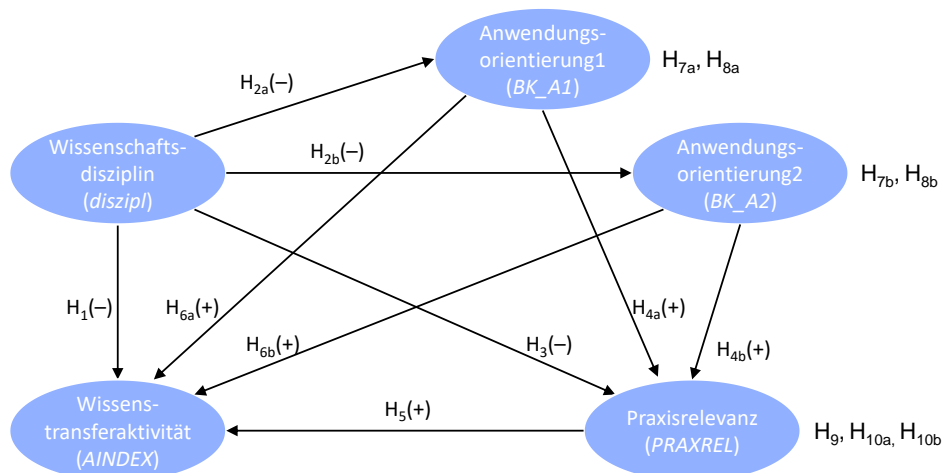 Anwendungs-
orientierung1
(BK_A1)
H7a, H8a
H2a(–)
Wissenschafts-
disziplin
(diszipl)
H2b(–)
Anwendungs-
orientierung2
(BK_A2)
H7b, H8b
H1(–)
H6a(+)
H4a(+)
H6b(+)
H3(–)
H4b(+)
Wissens-
transferaktivität
(AINDEX)
H5(+)
Praxisrelevanz
(PRAXREL)
H9, H10a, H10b